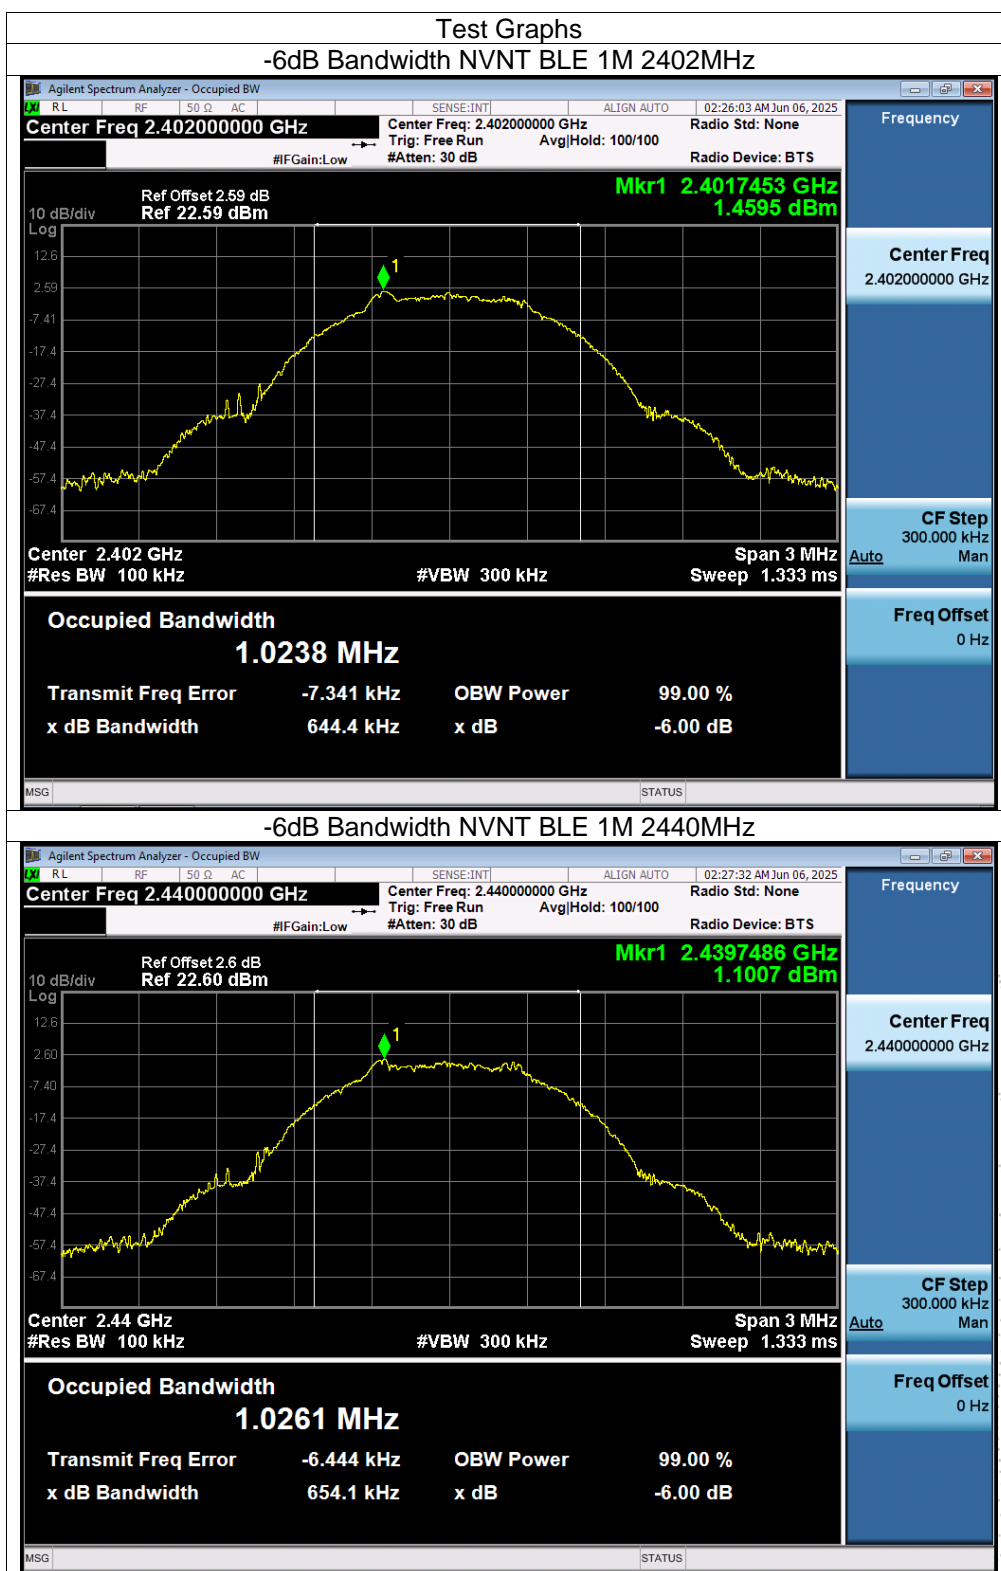 Test Graphs
-6dB Bandwidth NVNT BLE 1M 2402MHz
Agilent Spectrum Analyzer - Occupied BW
LXI RL RF 50 Ω AC SENSE:INT ALIGN AUTO 02:26:03 AM Jun 06, 2025
Center Freq 2.402000000 GHz
Center Freq: 2.402000000 GHz Radio Std: None
Trig: Free Run Avg|Hold: 100/100
#IFGain:Low #Atten: 30 dB Radio Device: BTS
Frequency
Mkr1 2.4017453 GHz
1.4595 dBm
Ref Offset 2.59 dB
10 dB/div Ref 22.59 dBm
Log
12.6
2.59
-7.41
-17.4
-27.4
-37.4
-47.4
-57.4
-67.4
1
Center Freq
2.402000000 GHz
Center 2.402 GHz Span 3 MHz
#Res BW 100 kHz #VBW 300 kHz Sweep 1.333 ms
CF Step
300.000 kHz
Auto Man
Occupied Bandwidth
1.0238 MHz
Freq Offset
0 Hz
Transmit Freq Error -7.341 kHz OBW Power 99.00 %
x dB Bandwidth 644.4 kHz x dB -6.00 dB
MSG STATUS
-6dB Bandwidth NVNT BLE 1M 2440MHz
Agilent Spectrum Analyzer - Occupied BW
LXI RL RF 50 Ω AC SENSE:INT ALIGN AUTO 02:27:32 AM Jun 06, 2025
Center Freq 2.440000000 GHz
Center Freq: 2.440000000 GHz Radio Std: None
Trig: Free Run Avg|Hold: 100/100
#IFGain:Low #Atten: 30 dB Radio Device: BTS
Frequency
Mkr1 2.4397486 GHz
1.1007 dBm
Ref Offset 2.6 dB
10 dB/div Ref 22.60 dBm
Log
12.6
2.60
-7.40
-17.4
-27.4
-37.4
-47.4
-57.4
-67.4
1
Center Freq
2.440000000 GHz
Center 2.44 GHz Span 3 MHz
#Res BW 100 kHz #VBW 300 kHz Sweep 1.333 ms
CF Step
300.000 kHz
Auto Man
Occupied Bandwidth
1.0261 MHz
Freq Offset
0 Hz
Transmit Freq Error -6.444 kHz OBW Power 99.00 %
x dB Bandwidth 654.1 kHz x dB -6.00 dB
MSG STATUS